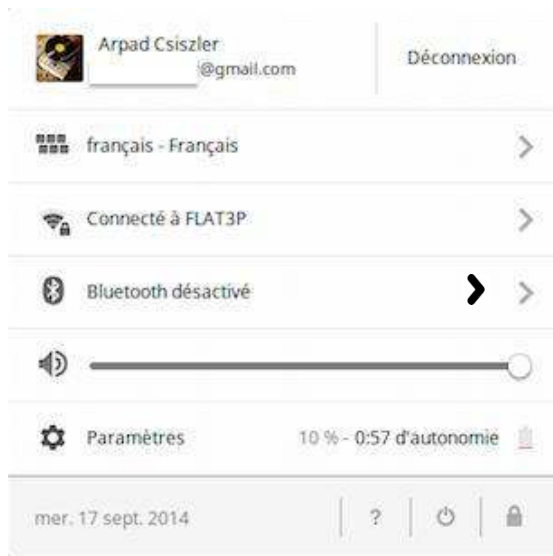 Arpad Csiszler
@gmail.com
Déconnexion
français - Français
Connecté à FLAT3P
Bluetooth désactivé
Paramètres
10 % - 0:57 d'autonomie
mer. 17 sept. 2014
?